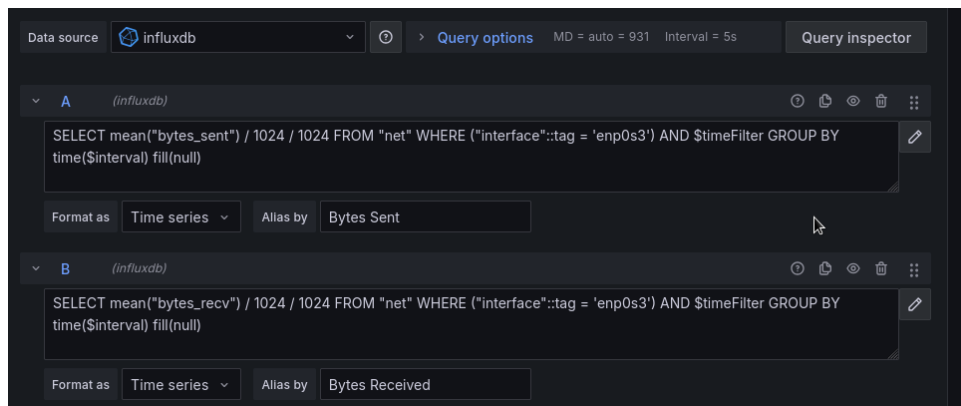 Data source influxdb Query options MD = auto = 931 Interval = 5s Query inspector
A (influxdb)
SELECT mean("bytes_sent") / 1024 / 1024 FROM "net" WHERE ("interface"::tag = 'enp0s3') AND $timeFilter GROUP BY
time($interval) fill(null)
Format as Time series Alias by Bytes Sent
B (influxdb)
SELECT mean("bytes_recv") / 1024 / 1024 FROM "net" WHERE ("interface"::tag = 'enp0s3') AND $timeFilter GROUP BY
time($interval) fill(null)
Format as Time series Alias by Bytes Received